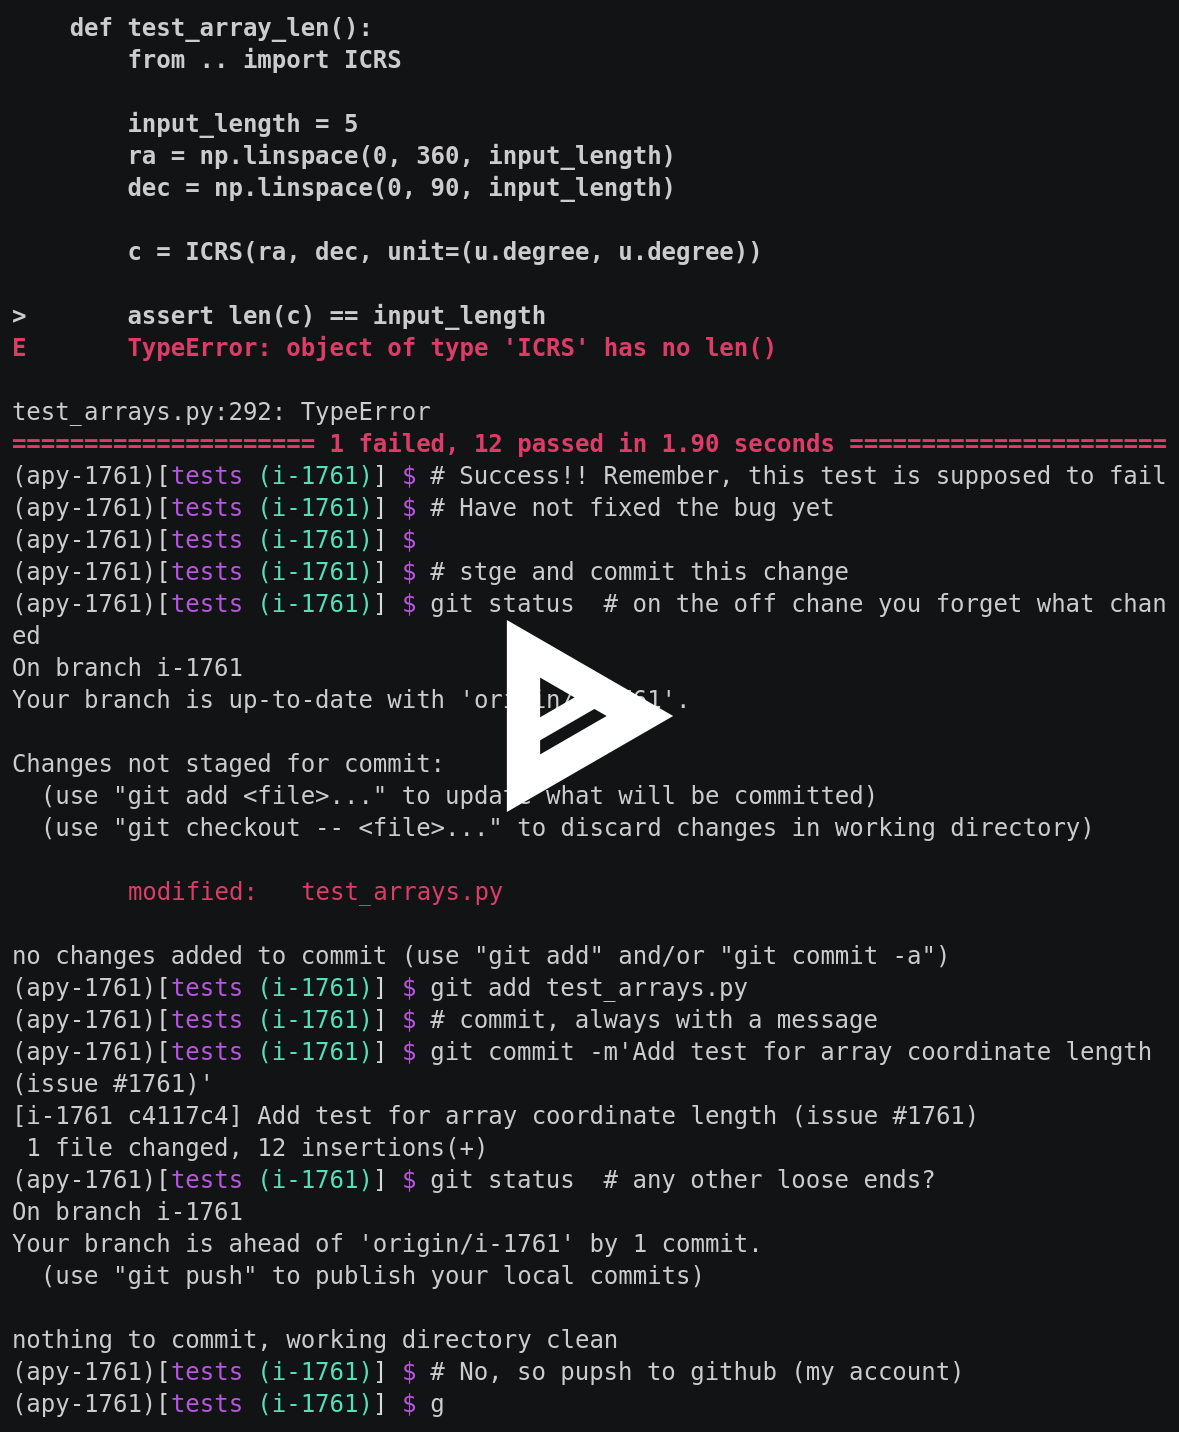 def test_array_len():
        from .. import ICRS

        input_length = 5
        ra = np.linspace(0, 360, input_length)
        dec = np.linspace(0, 90, input_length)

        c = ICRS(ra, dec, unit=(u.degree, u.degree))

>       assert len(c) == input_length
E       TypeError: object of type 'ICRS' has no len()

test_arrays.py:292: TypeError
===================== 1 failed, 12 passed in 1.90 seconds ======================
(apy-1761)[tests (i-1761)] $ # Success!! Remember, this test is supposed to fail
(apy-1761)[tests (i-1761)] $ # Have not fixed the bug yet
(apy-1761)[tests (i-1761)] $
(apy-1761)[tests (i-1761)] $ # stge and commit this change
(apy-1761)[tests (i-1761)] $ git status  # on the off chane you forget what chan
ed
On branch i-1761
Your branch is up-to-date with

Changes not staged for commit:
  (use "git add <file>..." to update what will be committed)
  (use "git checkout -- <file>..." to discard changes in working directory)

        modified:   test_arrays.py

no changes added to commit (use "git add" and/or "git commit -a")
(apy-1761)[tests (i-1761)] $ git add test_arrays.py
(apy-1761)[tests (i-1761)] $ # commit, always with a message
(apy-1761)[tests (i-1761)] $ git commit -m'Add test for array coordinate length
(issue #1761)'
[i-1761 c4117c4] Add test for array coordinate length (issue #1761)
 1 file changed, 12 insertions(+)
(apy-1761)[tests (i-1761)] $ git status  # any other loose ends?
On branch i-1761
Your branch is ahead of 'origin/i-1761' by 1 commit.
  (use "git push" to publish your local commits)

nothing to commit, working directory clean
(apy-1761)[tests (i-1761)] $ # No, so pupsh to github (my account)
(apy-1761)[tests (i-1761)] $ g